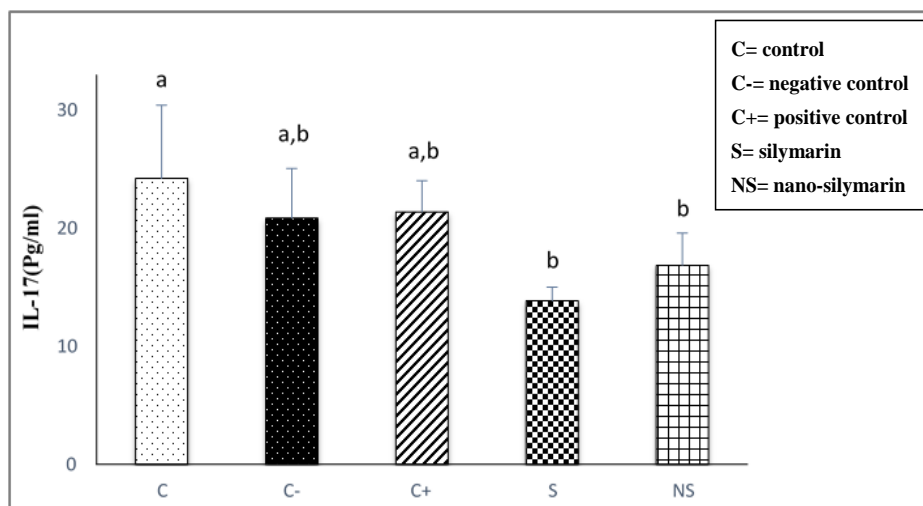 C= control
C-= negative control
C+= positive control
S= silymarin
NS= nano-silymarin
IL-17(Pg/ml)
30
20
10
0
a
a,b
a,b
b
b
C
C-
C+
S
NS